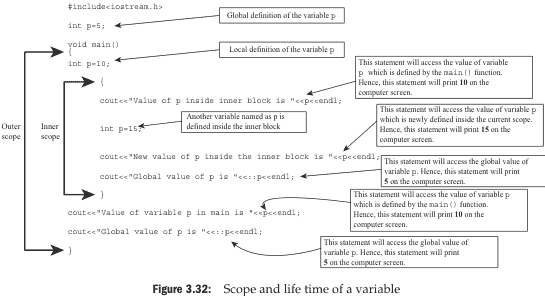 #include<iostream.h>
Global definition of the variable p
int p=5;
void main()
{
Local definition of the variable p
int p=10;
{
This statement will access the value of variable
p which is defined by the main() function.
Hence, this statement will print 10 on the
computer screen.
cout<<"Value of p inside inner block is "<<p<<endl;
Another variable named as p is
defined inside the inner block
int p=15;
This statement will access the value of variable p
which is newly defined inside the current scope.
Hence, this statement will print 15 on the
computer screen.
Outer
scope
Inner
scope
cout<<"New value of p inside the inner block is "<<p<<endl;
This statement will access the global value of
variable p. Hence, this statement will print
5 on the computer screen.
cout<<"Global value of p is "<<::p<<endl;
}
This statement will access the value of variable p
which is defined by the main() function.
Hence, this statement will print 10 on the
computer screen.
cout<<"Value of variable p in main is "<<p<<endl;
cout<<"Global value of p is "<<::p<<endl;
This statement will access the global value of
variable p. Hence, this statement will print
5 on the computer screen.
}
Figure 3.32: Scope and life time of a variable